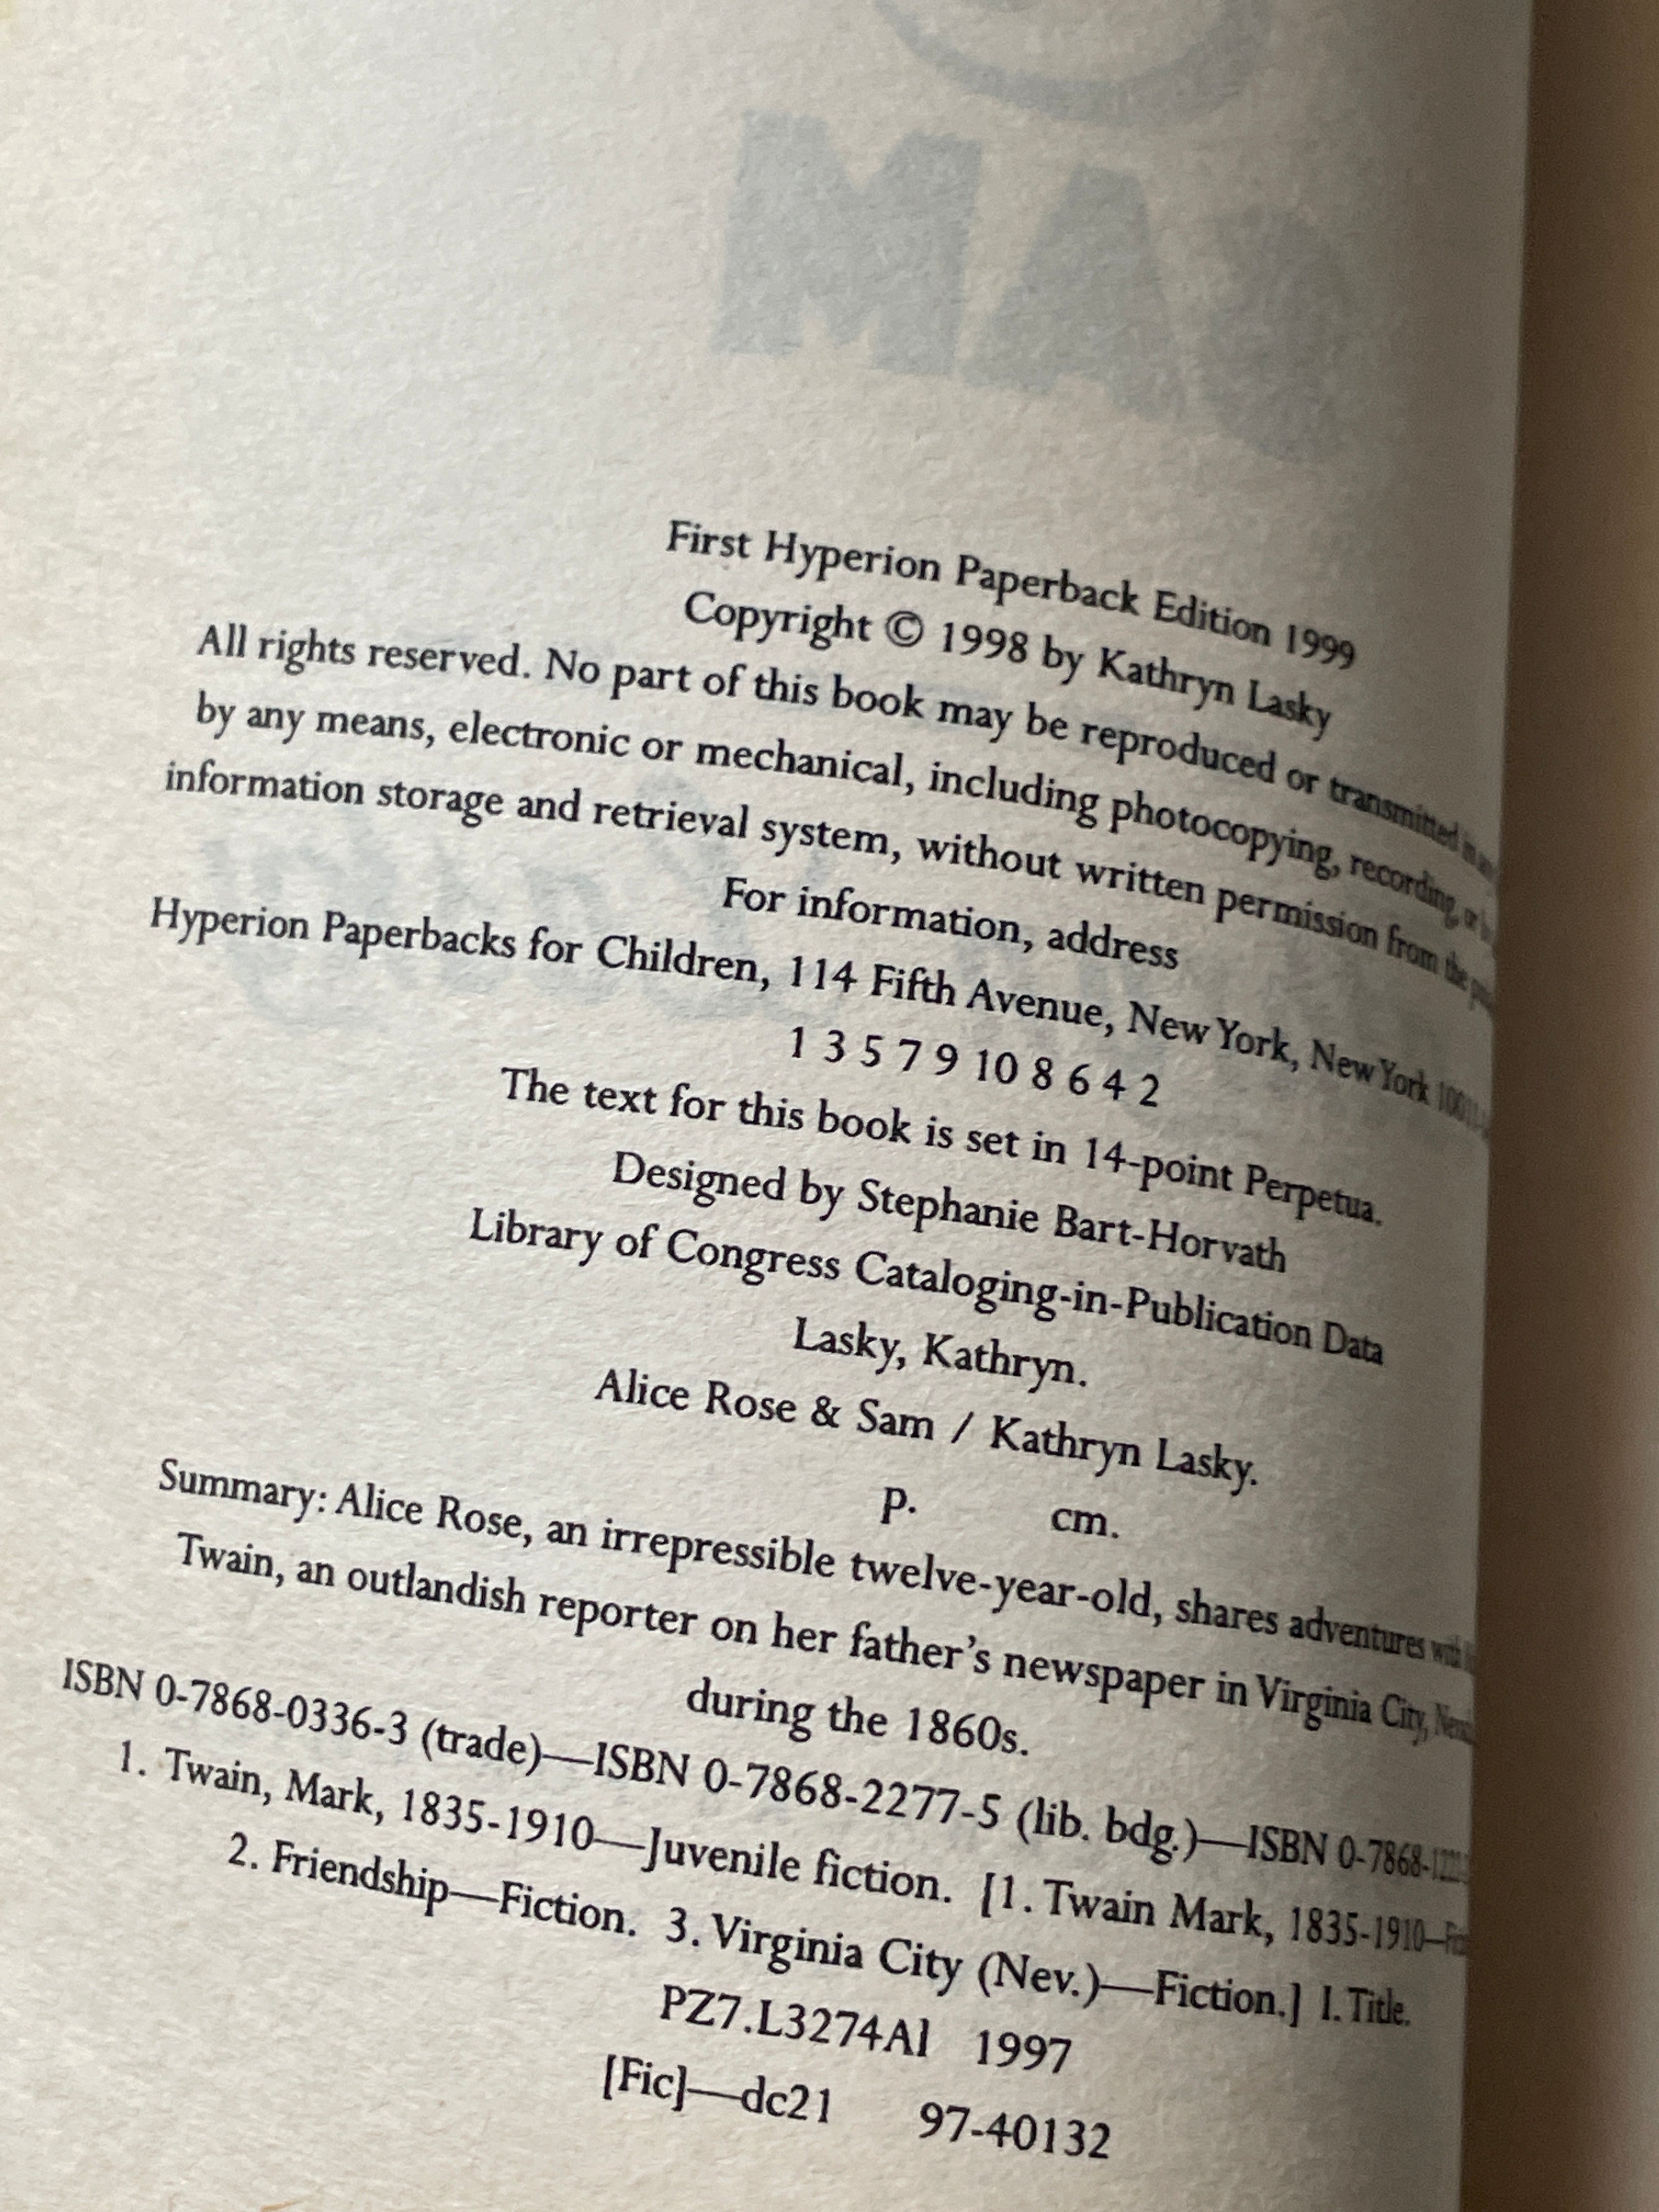 First Hyperion Paperback Edition 1999
Copyright © 1998 by Kathryn Lasky
All rights reserved. No part of this book may be reproduced or transmitted in
by any means, electronic or mechanical, including photocopying, recording, or
information storage and retrieval system, without written permission from the
For information, address
Hyperion Paperbacks for Children, 114 Fifth Avenue, New York, New York
1 3 5 7 9 10 8 6 4 2
The text for this book is set in 14-point Perpetua.
Designed by Stephanie Bart-Horvath
Library of Congress Cataloging-in-Publication Data
Lasky, Kathryn.
Alice Rose & Sam / Kathryn Lasky.
p. cm.
Summary: Alice Rose, an irrepressible twelve-year-old, shares adventures with
Twain, an outlandish reporter on her father's newspaper in Virginia City,
during the 1860s.
ISBN 0-7868-0336-3 (trade)—ISBN 0-7868-2277-5 (lib. bdg.)—ISBN 0-7868-
1. Twain, Mark, 1835-1910—Juvenile fiction. [1. Twain Mark, 1835-1910—
2. Friendship—Fiction. 3. Virginia City (Nev.)—Fiction.] I. Title.
PZ7.L3274Al 1997
[Fic]—dc21 97-40132